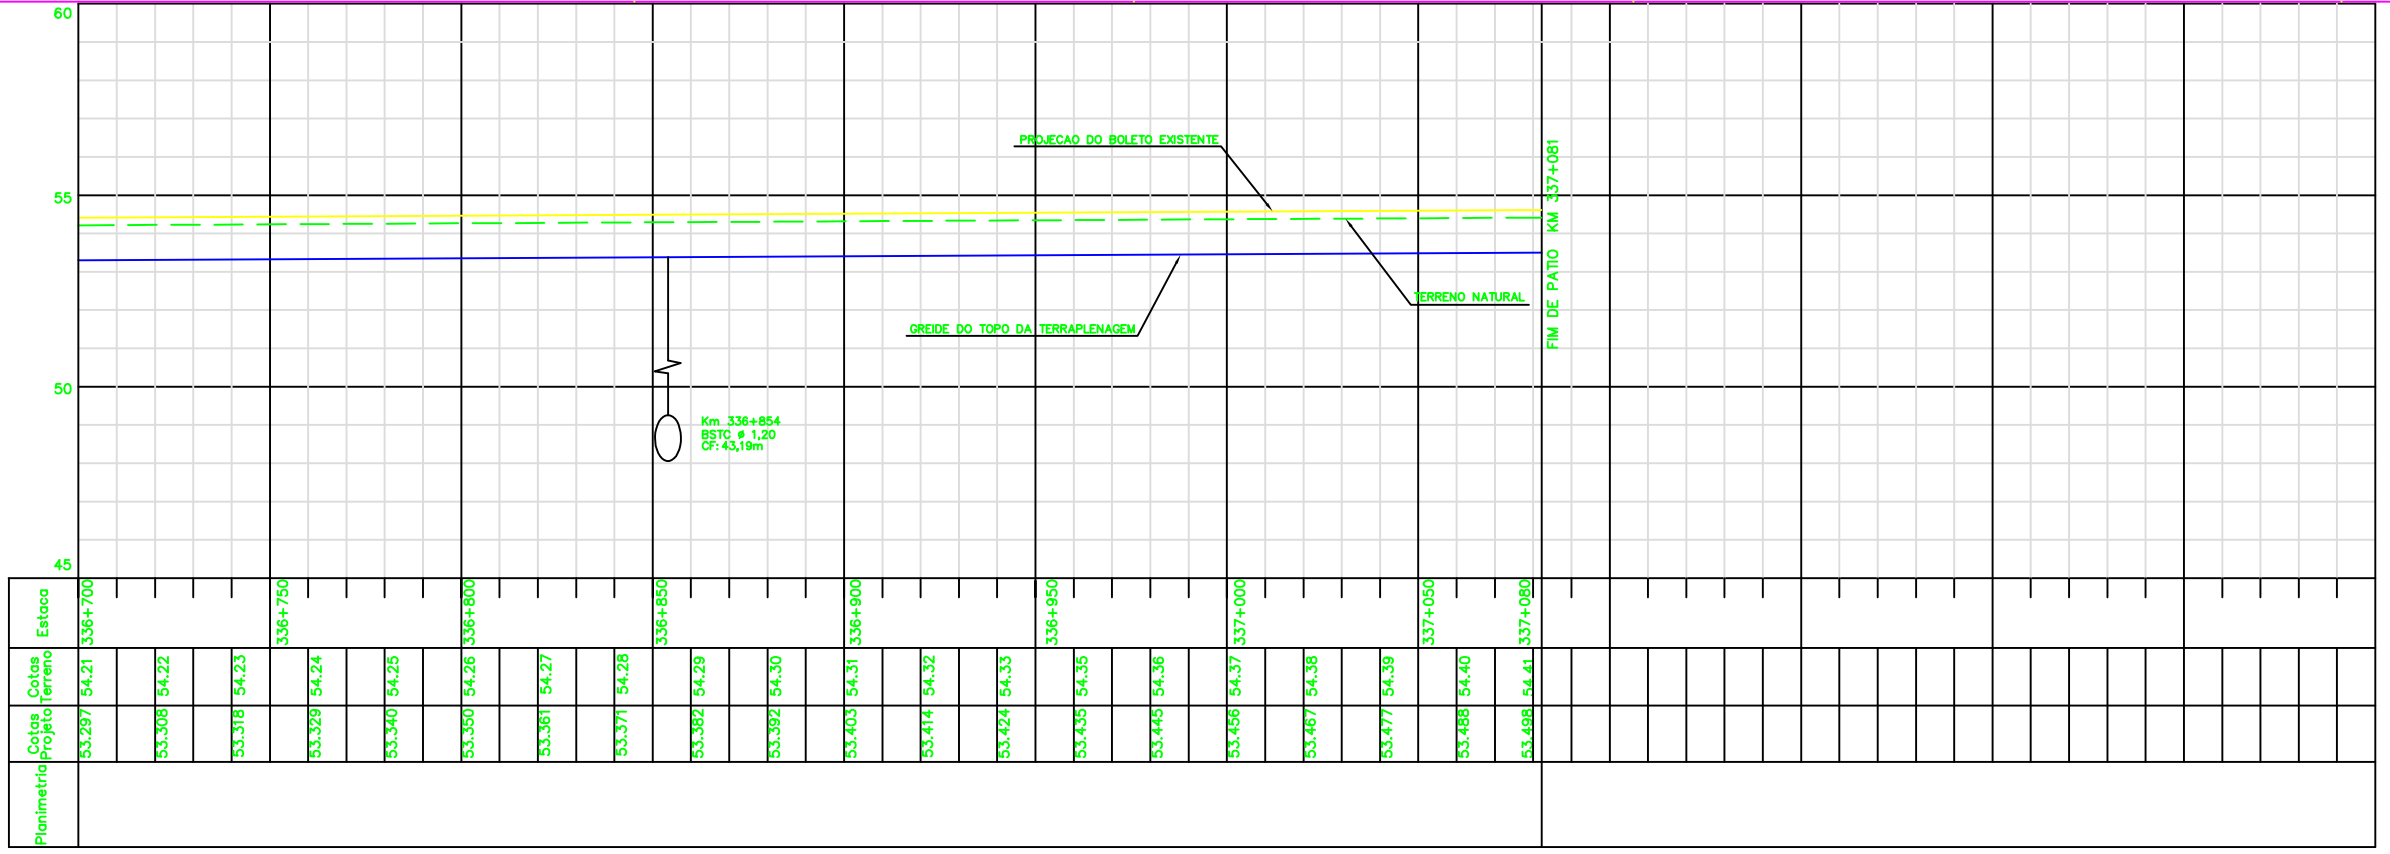 60
PROJECAO DO BOLETO EXISTENTE
55
FIM DE PATIO KM 337+081
TERRENO NATURAL
GREIDE DO TOPO DA TERRAPLENAGEM
50
Km 336+854
BSTC ø 1,20
CF: 43,19m
45
Estaca
336+700 336+750 336+800 336+850 336+900 336+950 337+000 337+050 337+080
Cotas
Terreno
54.21 54.22 54.23 54.24 54.25 54.26 54.27 54.28 54.29 54.30 54.31 54.32 54.33 54.35 54.36 54.37 54.38 54.39 54.40 54.41
Cotas
Projeto
53.297 53.308 53.318 53.329 53.340 53.350 53.361 53.371 53.382 53.392 53.403 53.414 53.424 53.435 53.445 53.456 53.467 53.477 53.488 53.498
Planimetria